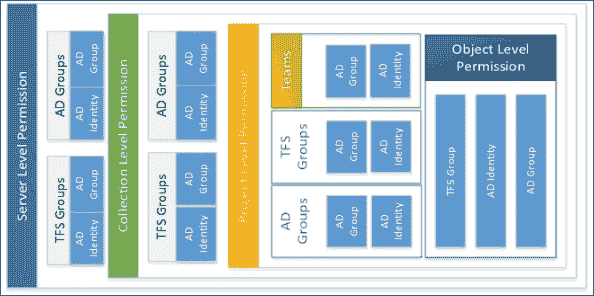 Server Level Permission
AD Groups
AD
Group
AD
Identity
TFS Groups
AD
Group
AD
Identity
Collection Level Permission
AD Groups
AD
Group
AD
Identity
TFS Groups
AD
Group
AD
Identity
Project Level Permission
Teams
AD
Group
AD
Identity
TFS
Groups
AD
Group
AD
Identity
AD
Groups
AD
Group
AD
Identity
Object Level
Permission
TFS Group
AD Identity
AD Group